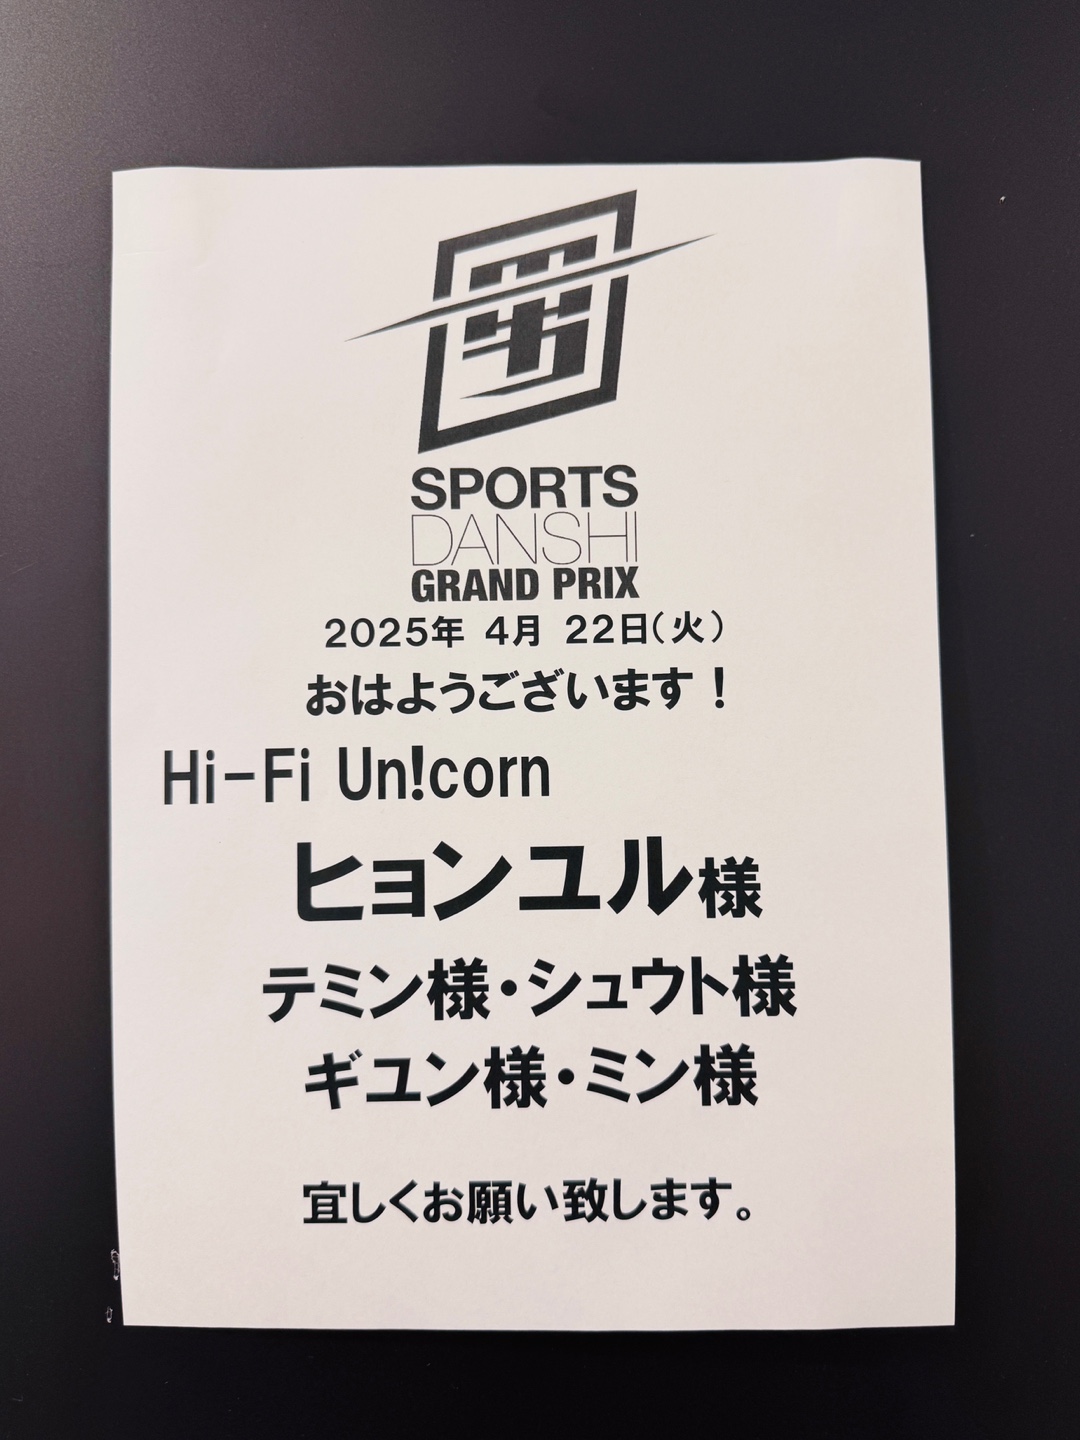 SPORTS
DANSHI
GRAND PRIX
2025年 4月 22日(火)
おはようございます！
Hi-Fi Un!corn
ヒョンユル様
テミン様・シュウト様
ギユン様・ミン様
宜しくお願い致します。